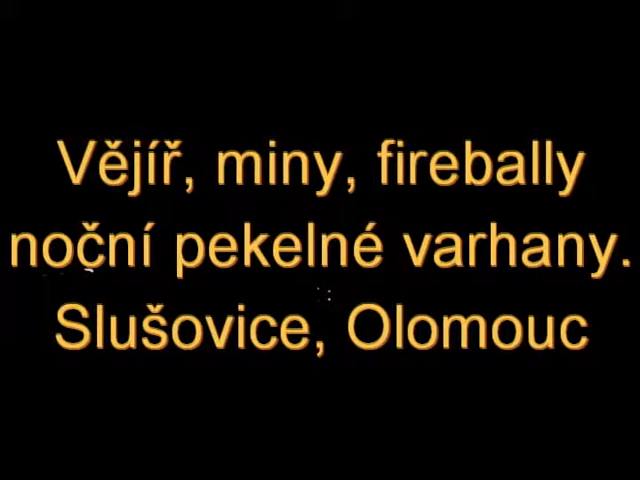 Vějíř, miny, firebally
noční pekelné varhany.
Slušovice, Olomouc